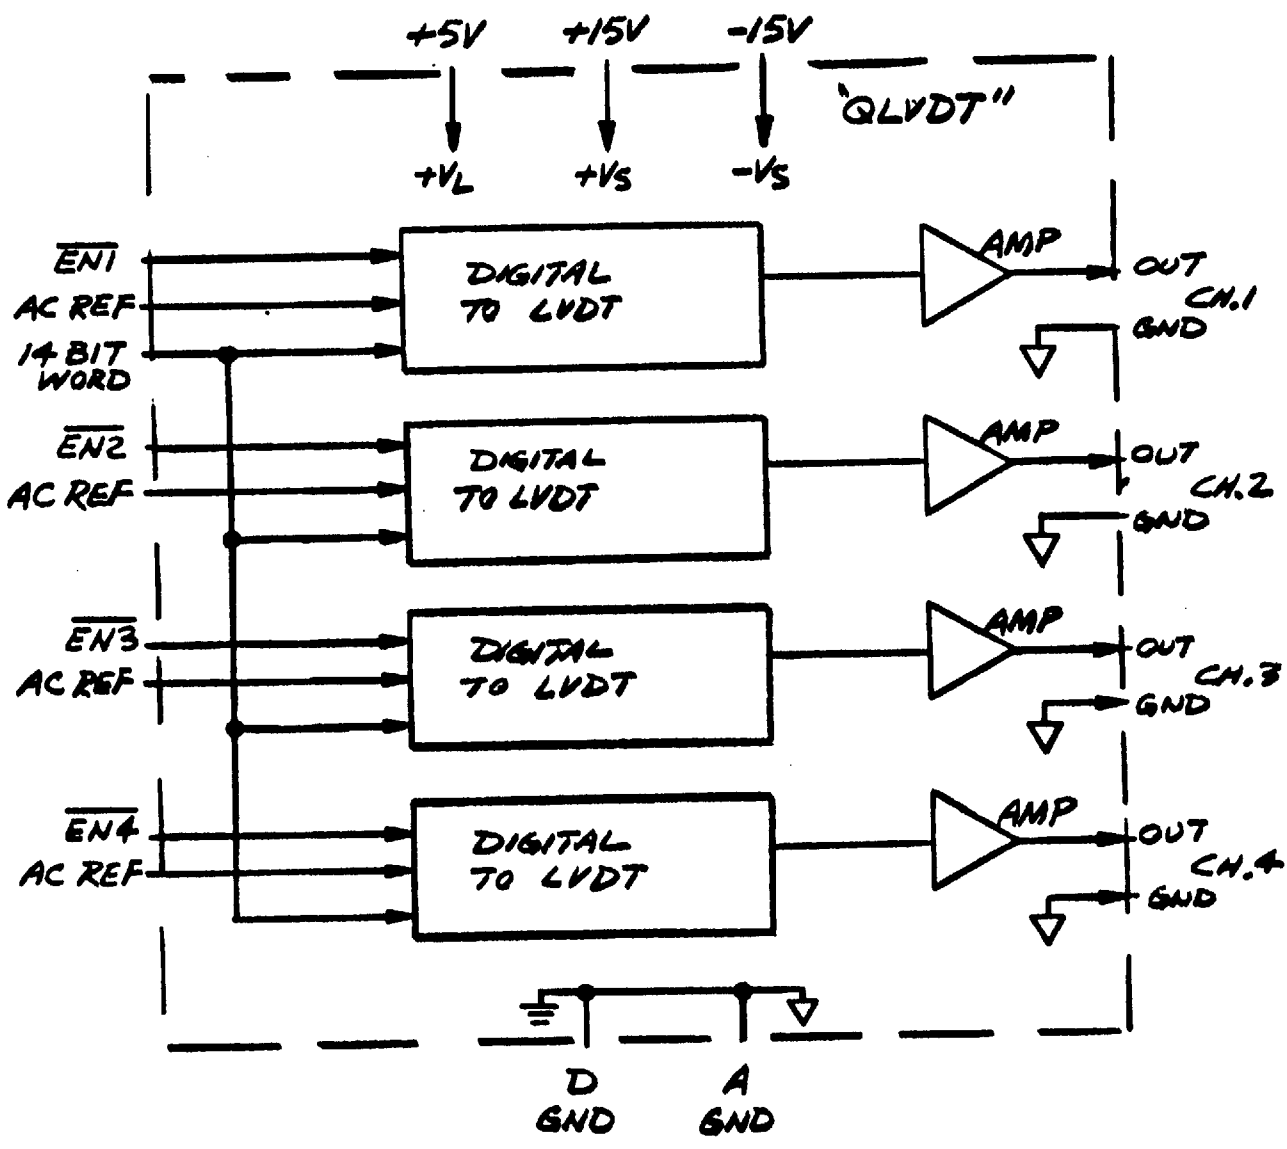 +5V +15V -15V
"QLVDT"
+VL +VS -VS
EN1
AC REF
14 BIT
WORD
DIGITAL
TO LVDT
AMP
OUT
CH.1
GND
EN2
AC REF
DIGITAL
TO LVDT
AMP
OUT
CH.2
GND
EN3
AC REF
DIGITAL
TO LVDT
AMP
OUT
CH.3
GND
EN4
AC REF
DIGITAL
TO LVDT
AMP
OUT
CH.4
GND
D
GND
A
GND